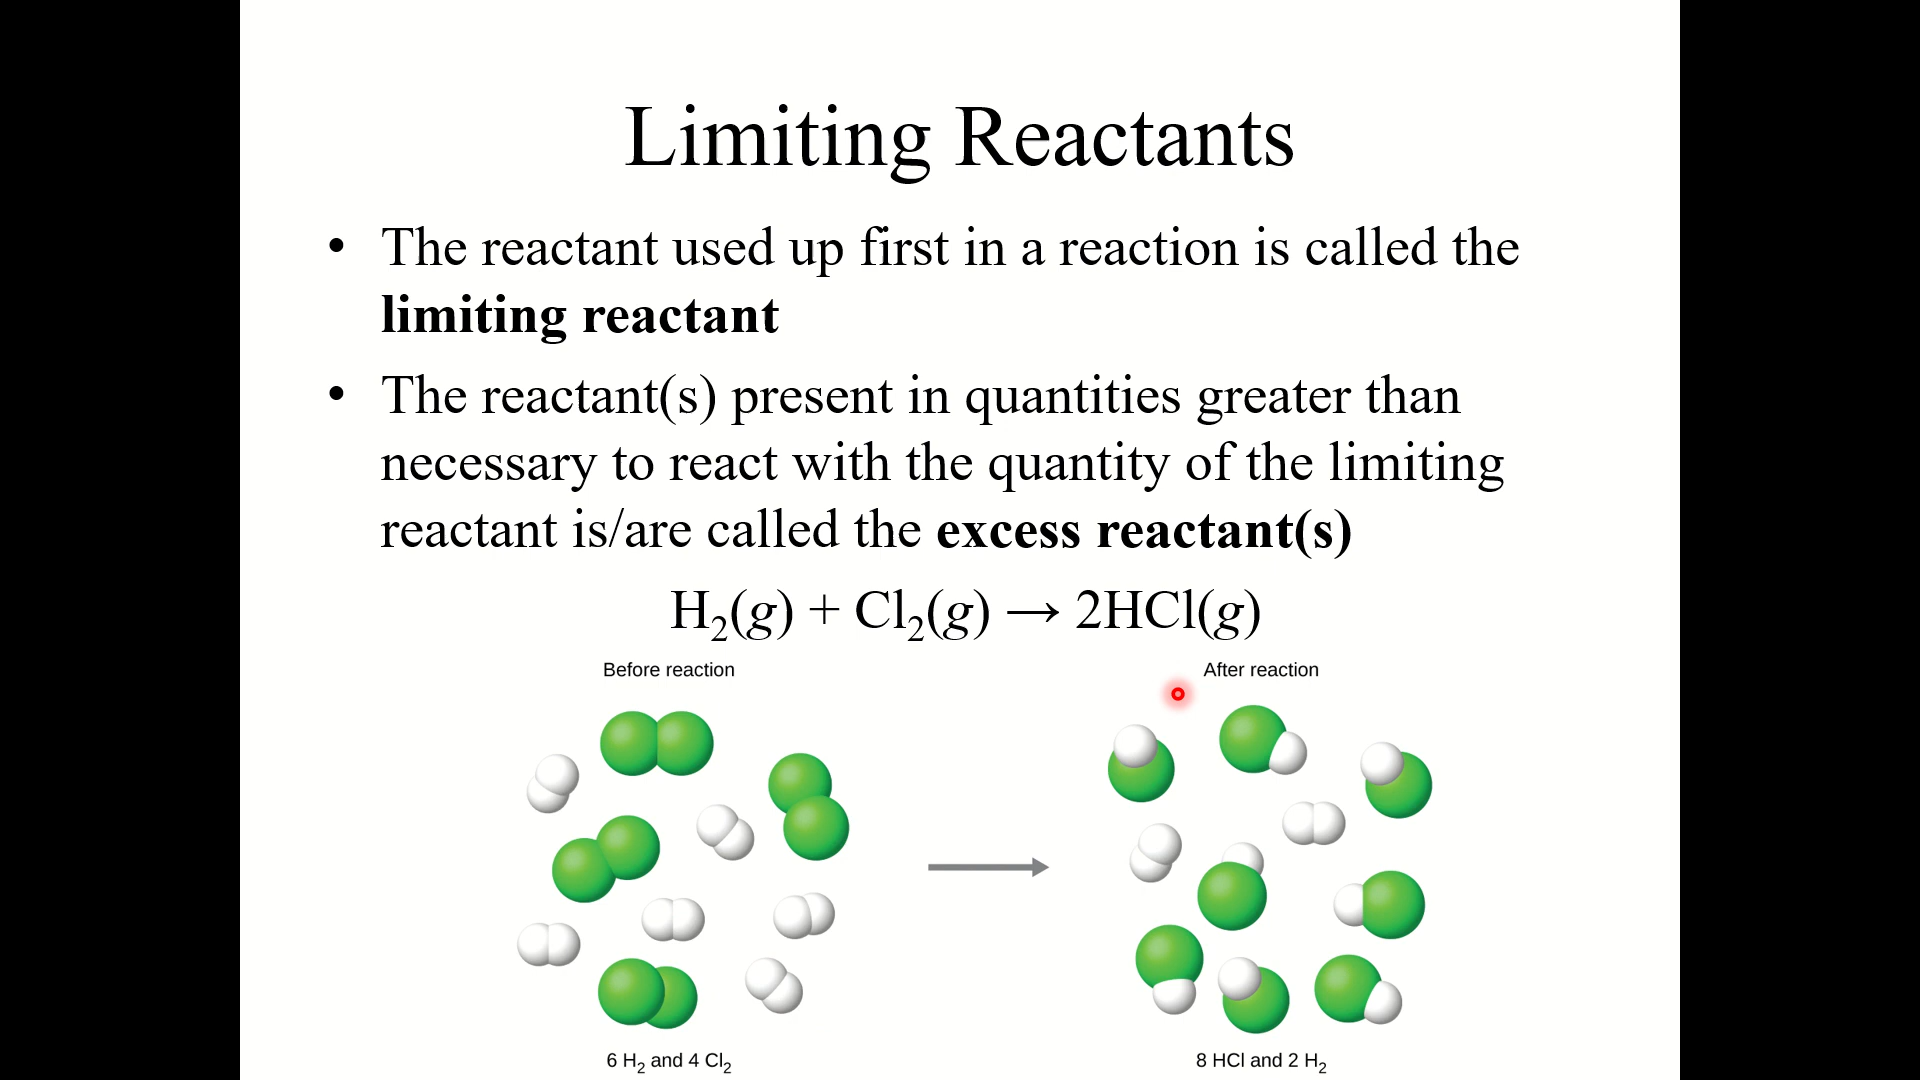 Limiting Reactants
• The reactant used up first in a reaction is called the
limiting reactant
• The reactant(s) present in quantities greater than
necessary to react with the quantity of the limiting
reactant is/are called the excess reactant(s)
H₂(g) + Cl₂(g) → 2HCl(g)
Before reaction
After reaction
6 H₂ and 4 Cl₂
8 HCl and 2 H₂